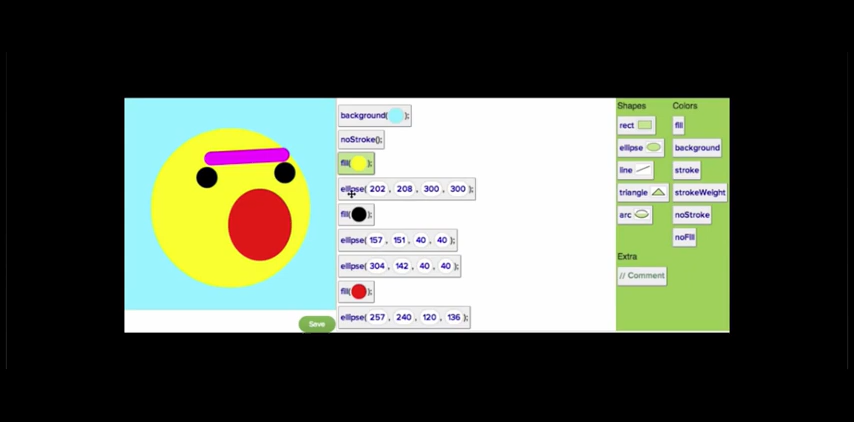 background( );
noStroke();
fill( );
ellipse( 202 , 208 , 300 , 300 );
fill( );
ellipse( 157 , 151 , 40 , 40 );
ellipse( 304 , 142 , 40 , 40 );
fill( );
ellipse( 257 , 240 , 120 , 136 );
Save
Shapes
rect
ellipse
line
triangle
arc
Colors
fill
background
stroke
strokeWeight
noStroke
noFill
Extra
// Comment